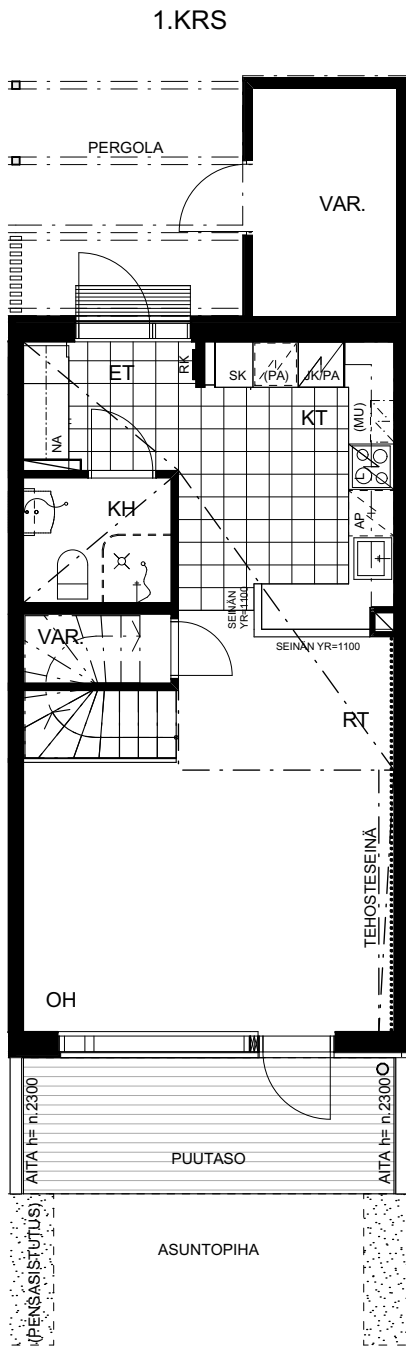 1.KRS
PERGOLA
VAR.
ET
RK
SK
(PA)
JK/PA
KT
(MU)
NA
L
KH
AP
VAR.
SEINÄN
YR=1100
SEINÄN YR=1100
RT
TEHOSTESEINÄ
OH
AITA h= n.2300
PUUTASO
AITA h= n.2300
(PENSASISTUTUS)
ASUNTOPIHA